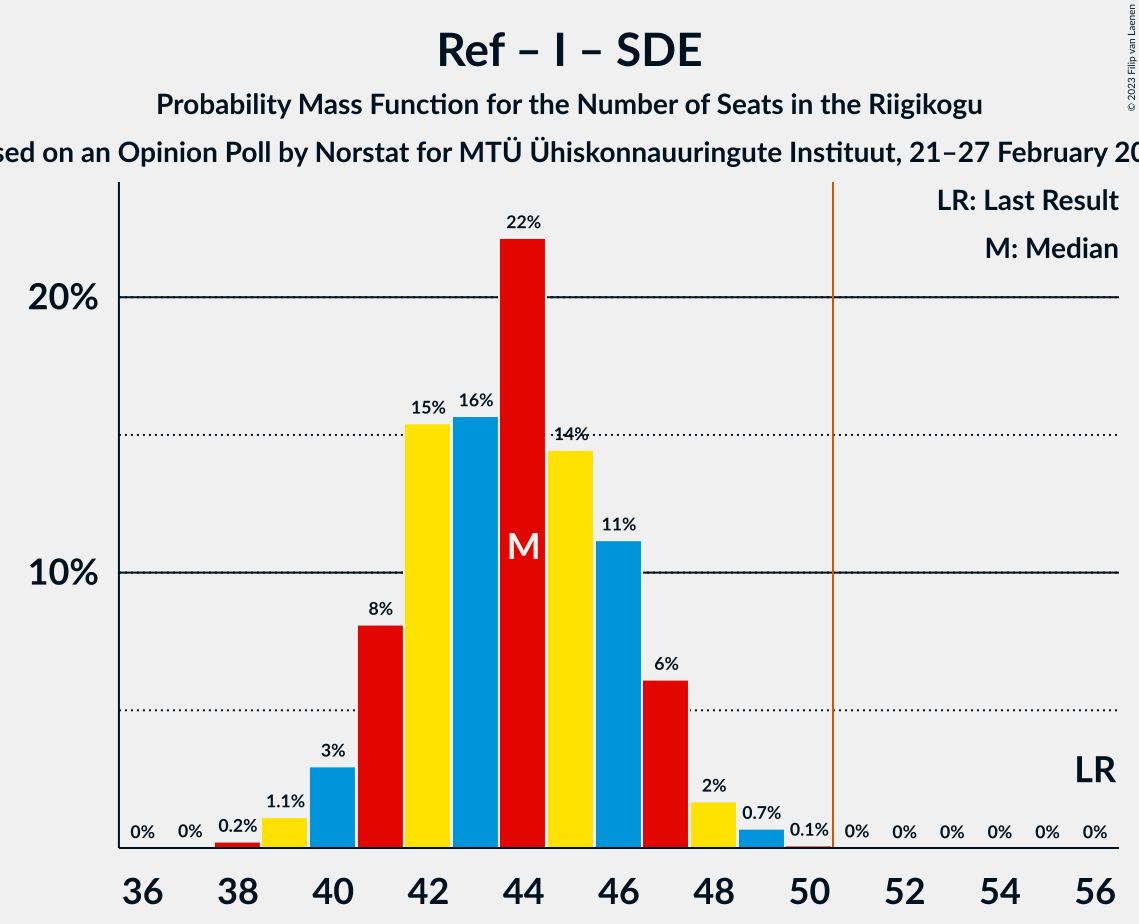 Ref – I – SDE
Probability Mass Function for the Number of Seats in the Riigikogu
sed on an Opinion Poll by Norstat for MTÜ Ühiskonnauuringute Instituut, 21–27 February 20
© 2023 Filip van Laenen
LR: Last Result
M: Median
20%
10%
0% 0% 0.2% 1.1% 3% 8% 15% 16% 22% 14% 11% 6% 2% 0.7% 0.1% 0% 0% 0% 0% 0% 0%
M
LR
36 38 40 42 44 46 48 50 52 54 56